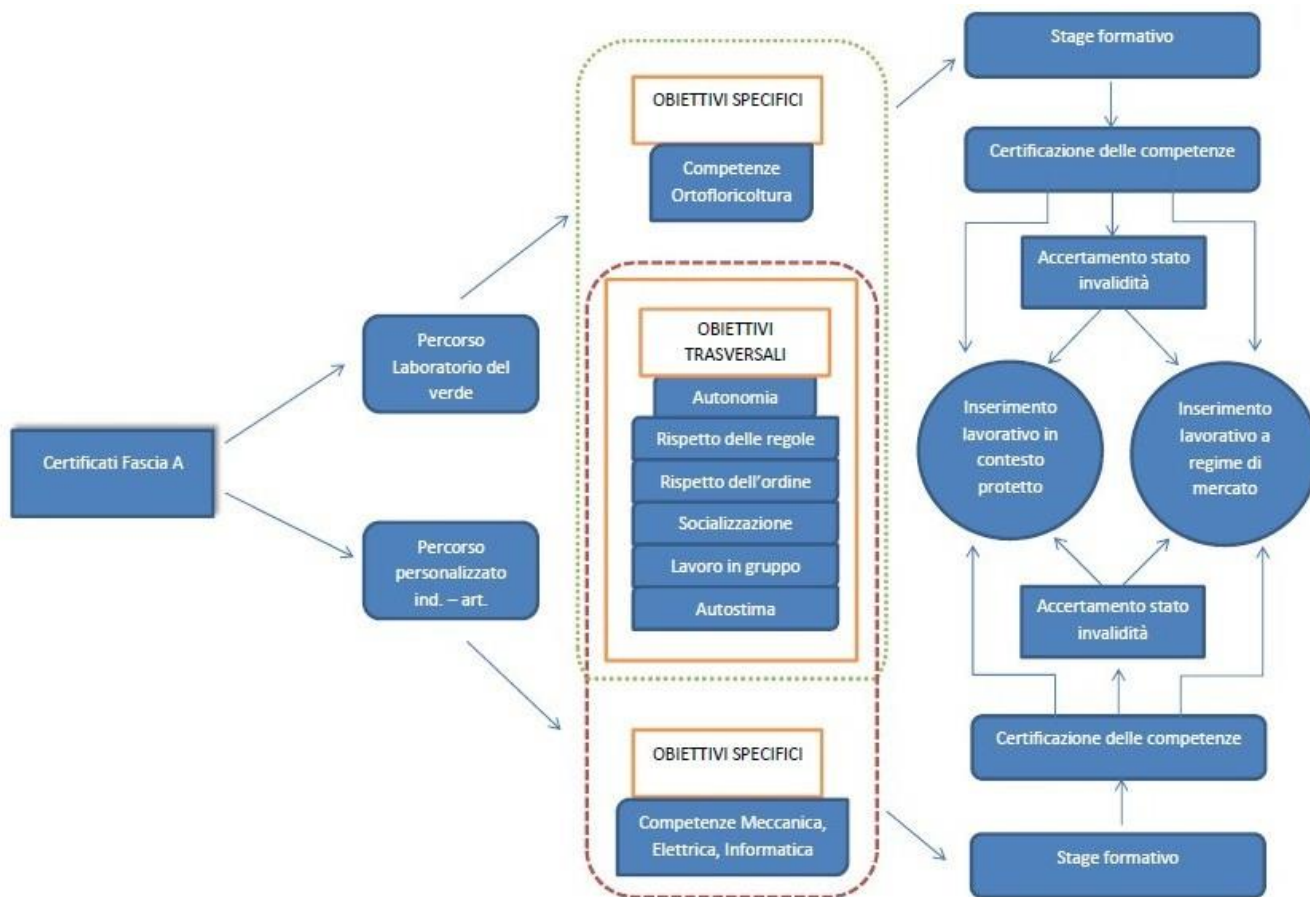 Certificati Fascia A
Percorso
Laboratorio del
verde
Percorso
personalizzato
ind. – art.
OBIETTIVI SPECIFICI
Competenze
Ortofloricoltura
OBIETTIVI
TRASVERSALI
Autonomia
Rispetto delle regole
Rispetto dell'ordine
Socializzazione
Lavoro in gruppo
Autostima
OBIETTIVI SPECIFICI
Competenze Meccanica,
Elettrica, Informatica
Stage formativo
Certificazione delle competenze
Accertamento stato
invalidità
Inserimento
lavorativo in
contesto
protetto
Inserimento
lavorativo a
regime di
mercato
Accertamento stato
invalidità
Certificazione delle competenze
Stage formativo